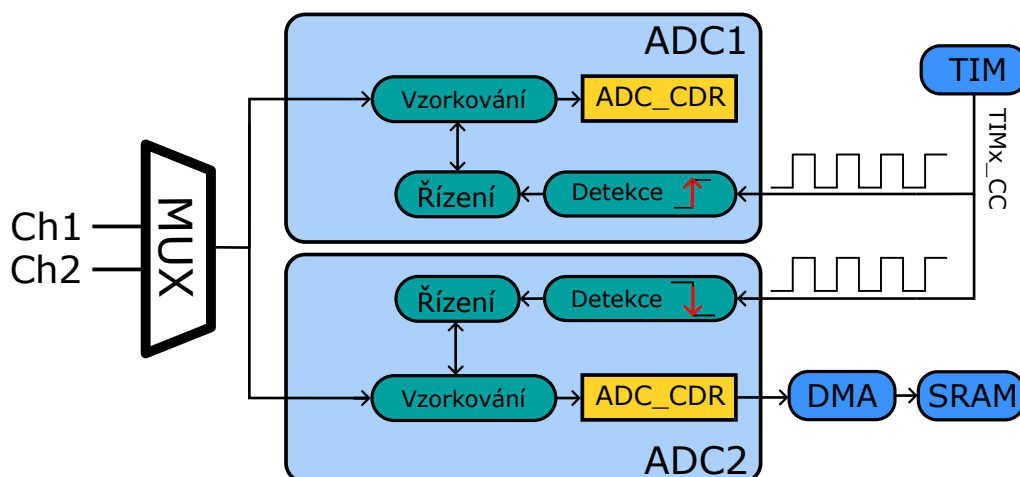 ADC1
TIM
Vzorkování
ADC_CDR
TIMx_CC
Řízení
Detekce
Ch1
Ch2
MUX
Řízení
Detekce
Vzorkování
ADC_CDR
DMA
SRAM
ADC2